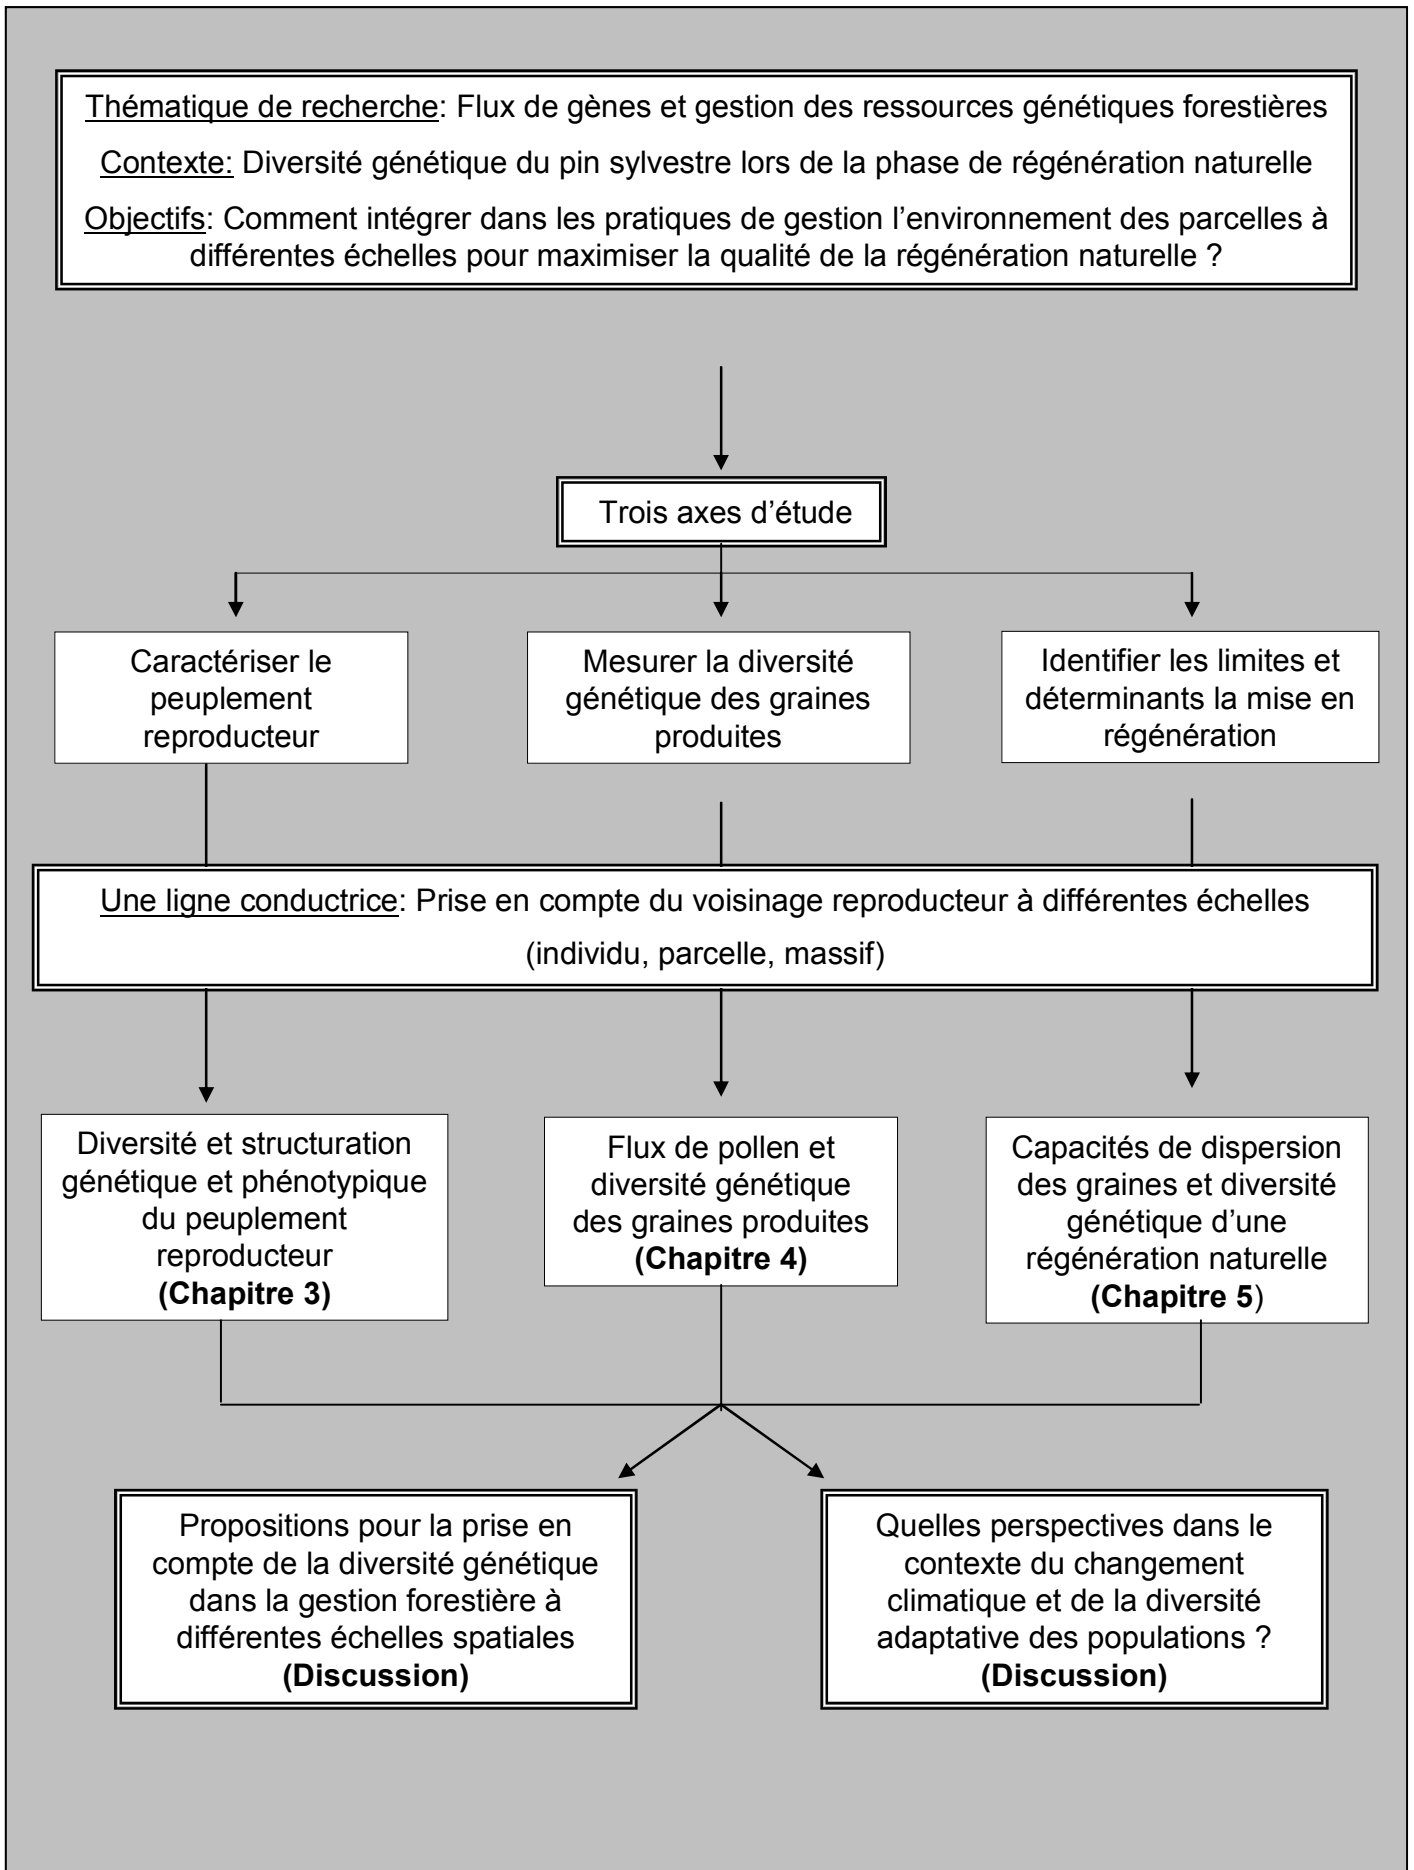 Thématique de recherche: Flux de gènes et gestion des ressources génétiques forestières
Contexte: Diversité génétique du pin sylvestre lors de la phase de régénération naturelle
Objectifs: Comment intégrer dans les pratiques de gestion l’environnement des parcelles à
différentes échelles pour maximiser la qualité de la régénération naturelle ?
Trois axes d’étude
Caractériser le
peuplement
reproducteur
Mesurer la diversité
génétique des graines
produites
Identifier les limites et
déterminants la mise en
régénération
Une ligne conductrice: Prise en compte du voisinage reproducteur à différentes échelles
(individu, parcelle, massif)
Diversité et structuration
génétique et phénotypique
du peuplement
reproducteur
(Chapitre 3)
Flux de pollen et
diversité génétique
des graines produites
(Chapitre 4)
Capacités de dispersion
des graines et diversité
génétique d’une
régénération naturelle
(Chapitre 5)
Propositions pour la prise en
compte de la diversité génétique
dans la gestion forestière à
différentes échelles spatiales
(Discussion)
Quelles perspectives dans le
contexte du changement
climatique et de la diversité
adaptative des populations ?
(Discussion)